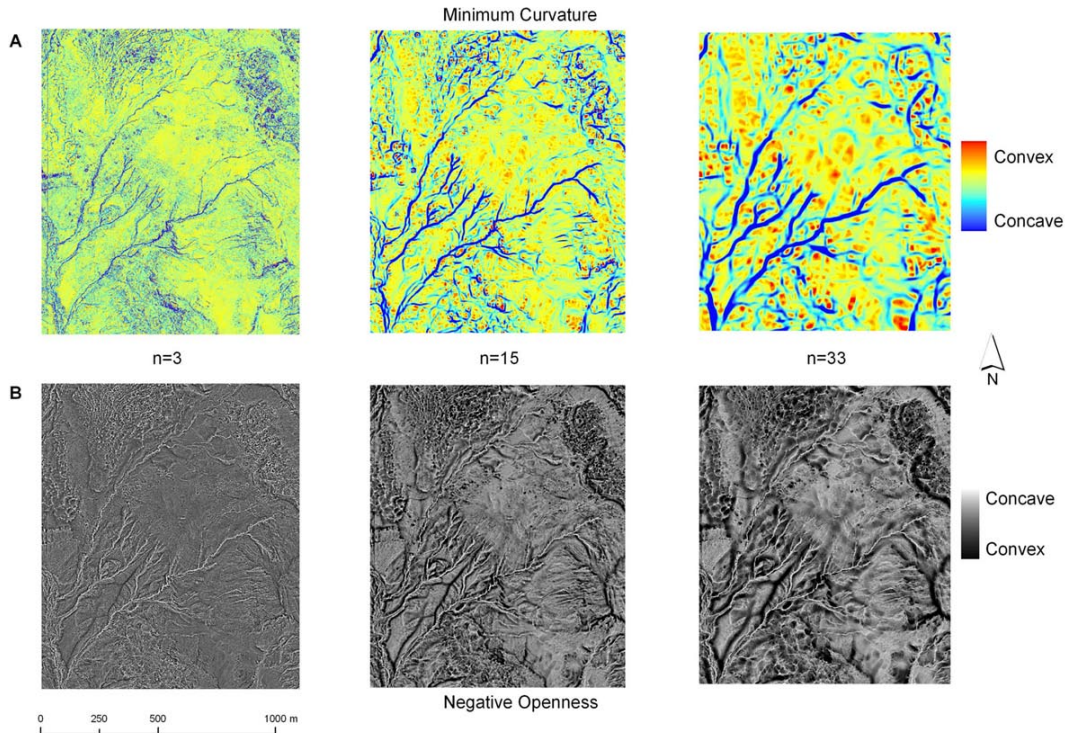 Minimum Curvature
A
Convex
Concave
n=3
n=15
n=33
N
B
Concave
Convex
Negative Openness
0 250 500 1000 m